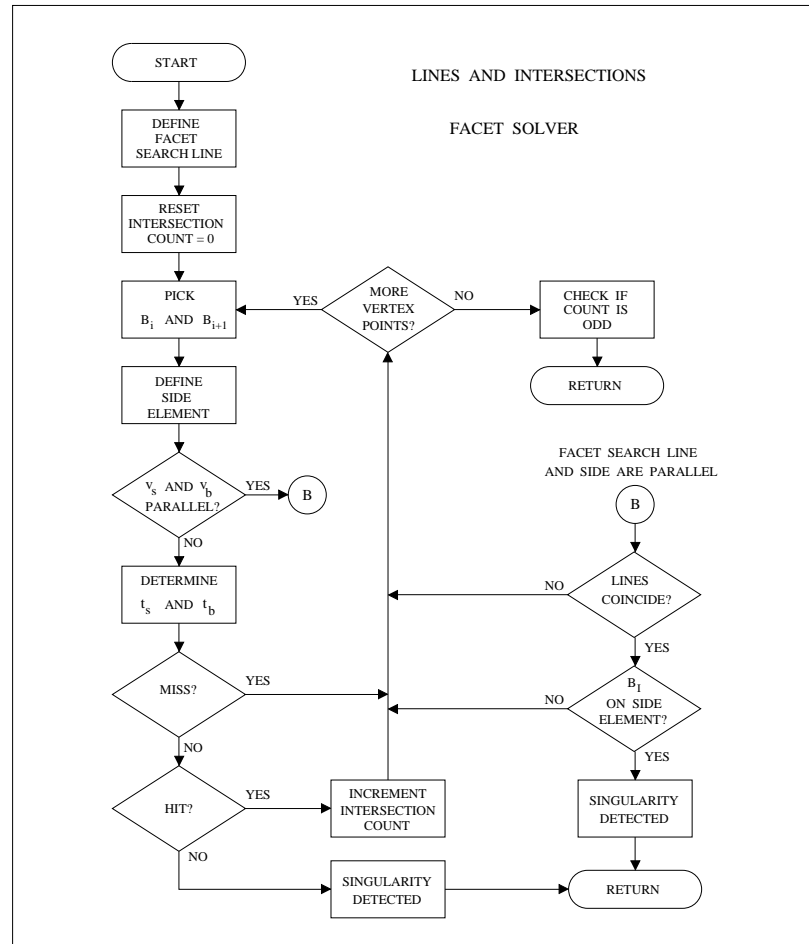 START
LINES AND INTERSECTIONS
FACET SOLVER
DEFINE
FACET
SEARCH LINE
RESET
INTERSECTION
COUNT = 0
PICK
B_i AND B_{i+1}
YES
MORE
VERTEX
POINTS?
NO
CHECK IF
COUNT IS
ODD
RETURN
DEFINE
SIDE
ELEMENT
v_s AND v_b
PARALLEL?
YES
B
NO
FACET SEARCH LINE
AND SIDE ARE PARALLEL
B
DETERMINE
t_s AND t_b
LINES
COINCIDE?
NO
YES
MISS?
YES
NO
B_I
ON SIDE
ELEMENT?
NO
YES
HIT?
YES
NO
INCREMENT
INTERSECTION
COUNT
SINGULARITY
DETECTED
SINGULARITY
DETECTED
RETURN